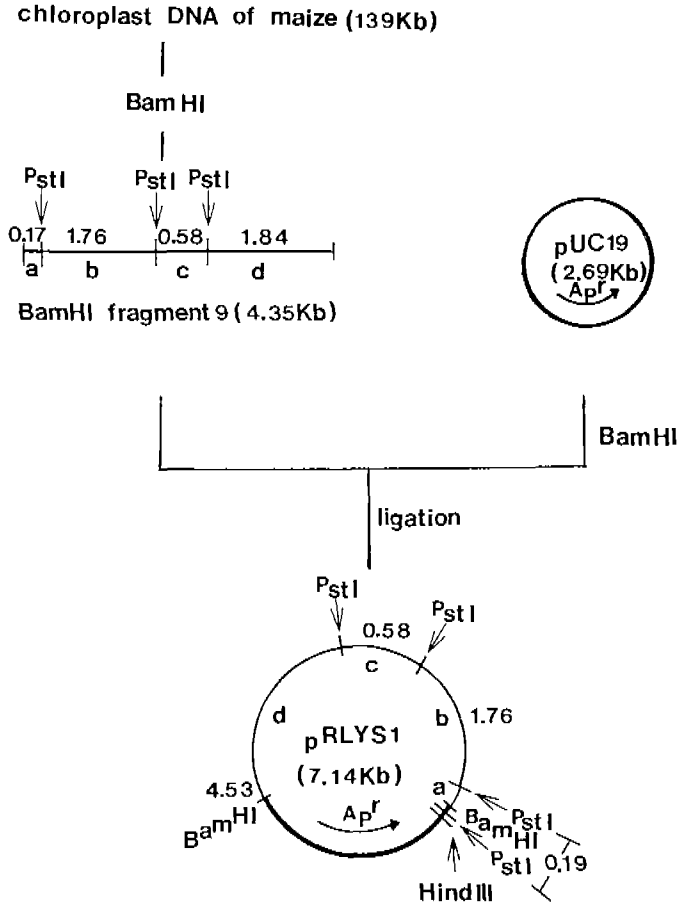 chloroplast DNA of maize (139Kb)
BamHI
PstI PstI PstI
0.17 1.76 0.58 1.84
a b c d
BamHI fragment 9 (4.35Kb)
pUC19
(2.69Kb)
Apr
BamHI
ligation
PstI
PstI
0.58
c
d
b
1.76
pRLYS1
(7.14Kb)
a
4.53
BamHI
Apr
PstI
BamHI
PstI
0.19
HindIII